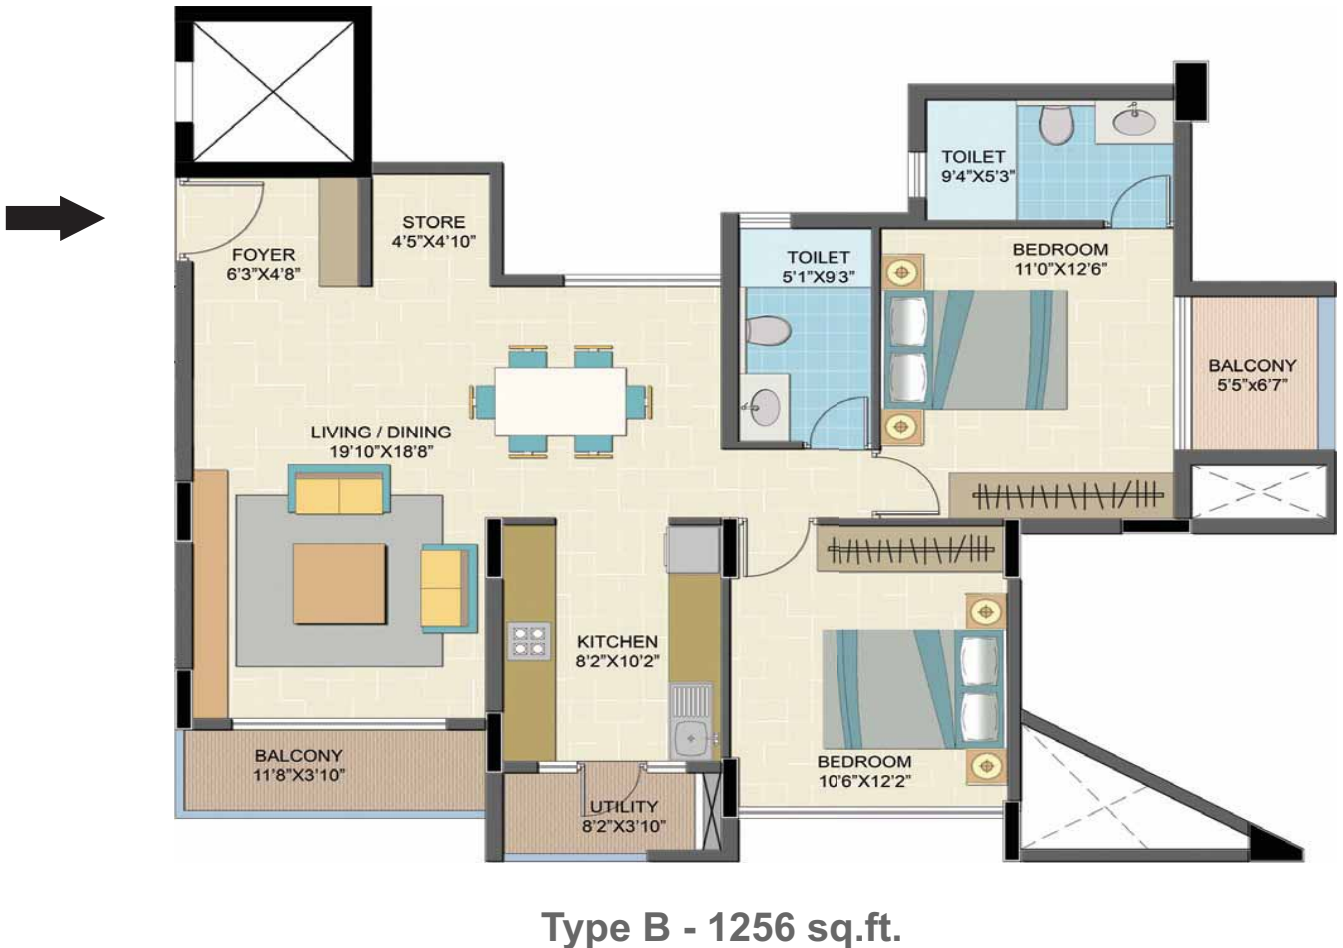 TOILET
9'4"X5'3"
STORE
4'5"X4'10"
FOYER
6'3"X4'8"
TOILET
5'1"X9'3"
BEDROOM
11'0"X12'6"
BALCONY
5'5"x6'7"
LIVING / DINING
19'10"X18'8"
KITCHEN
8'2"X10'2"
BALCONY
11'8"X3'10"
BEDROOM
10'6"X12'2"
UTILITY
8'2"X3'10"
Type B - 1256 sq.ft.